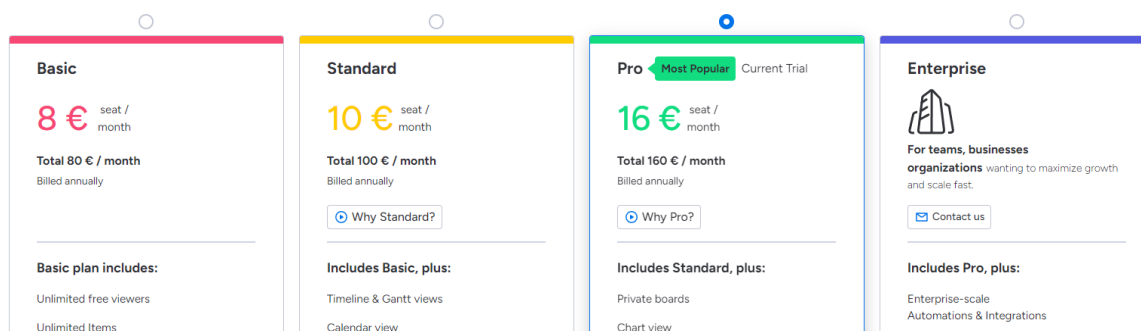 Basic
8 € seat /
month
Total 80 € / month
Billed annually
Basic plan includes:
Unlimited free viewers
Unlimited Items
Standard
10 € seat /
month
Total 100 € / month
Billed annually
Why Standard?
Includes Basic, plus:
Timeline & Gantt views
Calendar view
Pro Most Popular Current Trial
16 € seat /
month
Total 160 € / month
Billed annually
Why Pro?
Includes Standard, plus:
Private boards
Chart view
Enterprise
For teams, businesses
organizations wanting to maximize growth
and scale fast.
Contact us
Includes Pro, plus:
Enterprise-scale
Automations & Integrations